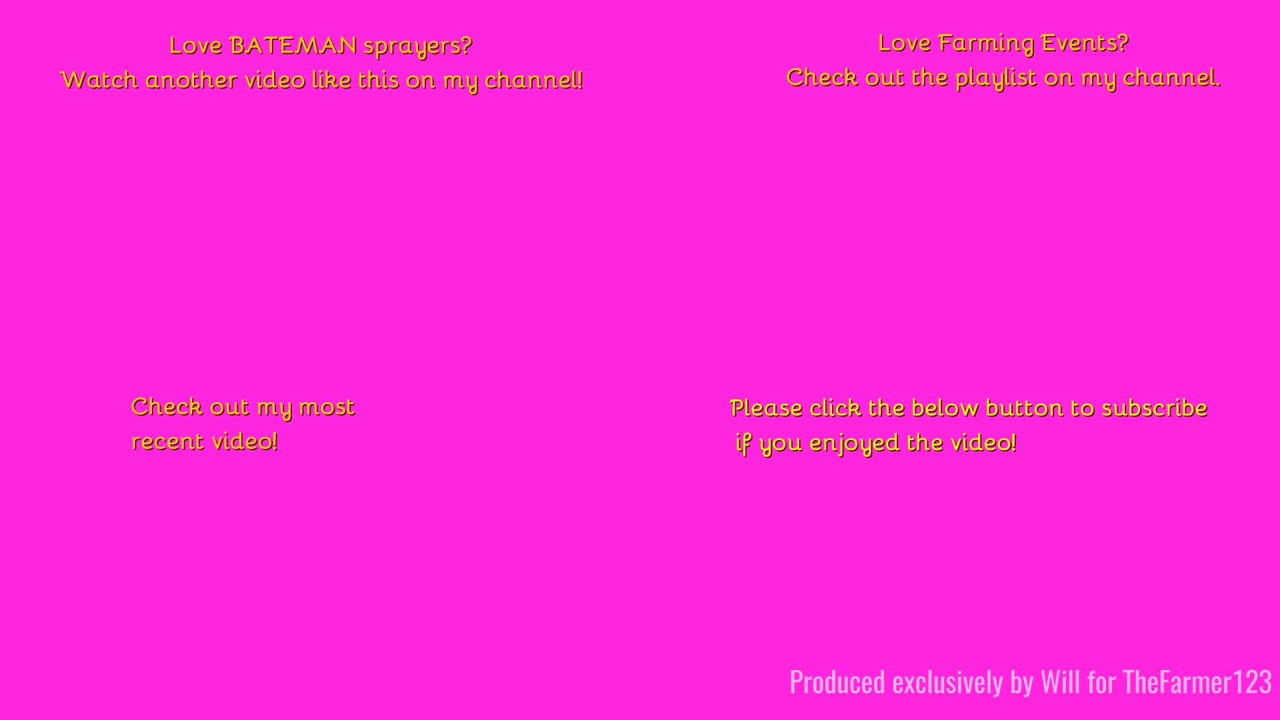 Love BATEMAN sprayers?
Watch another video like this on my channel!
Love Farming Events?
Check out the playlist on my channel.
Check out my most
recent video!
Please click the below button to subscribe
if you enjoyed the video!
Produced exclusively by Will for TheFarmer123